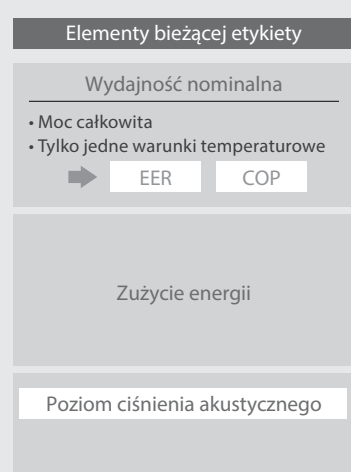 Elementy bieżącej etykiety
Wydajność nominalna
• Moc całkowita
• Tylko jedne warunki temperaturowe
EER COP
Zużycie energii
Poziom ciśnienia akustycznego